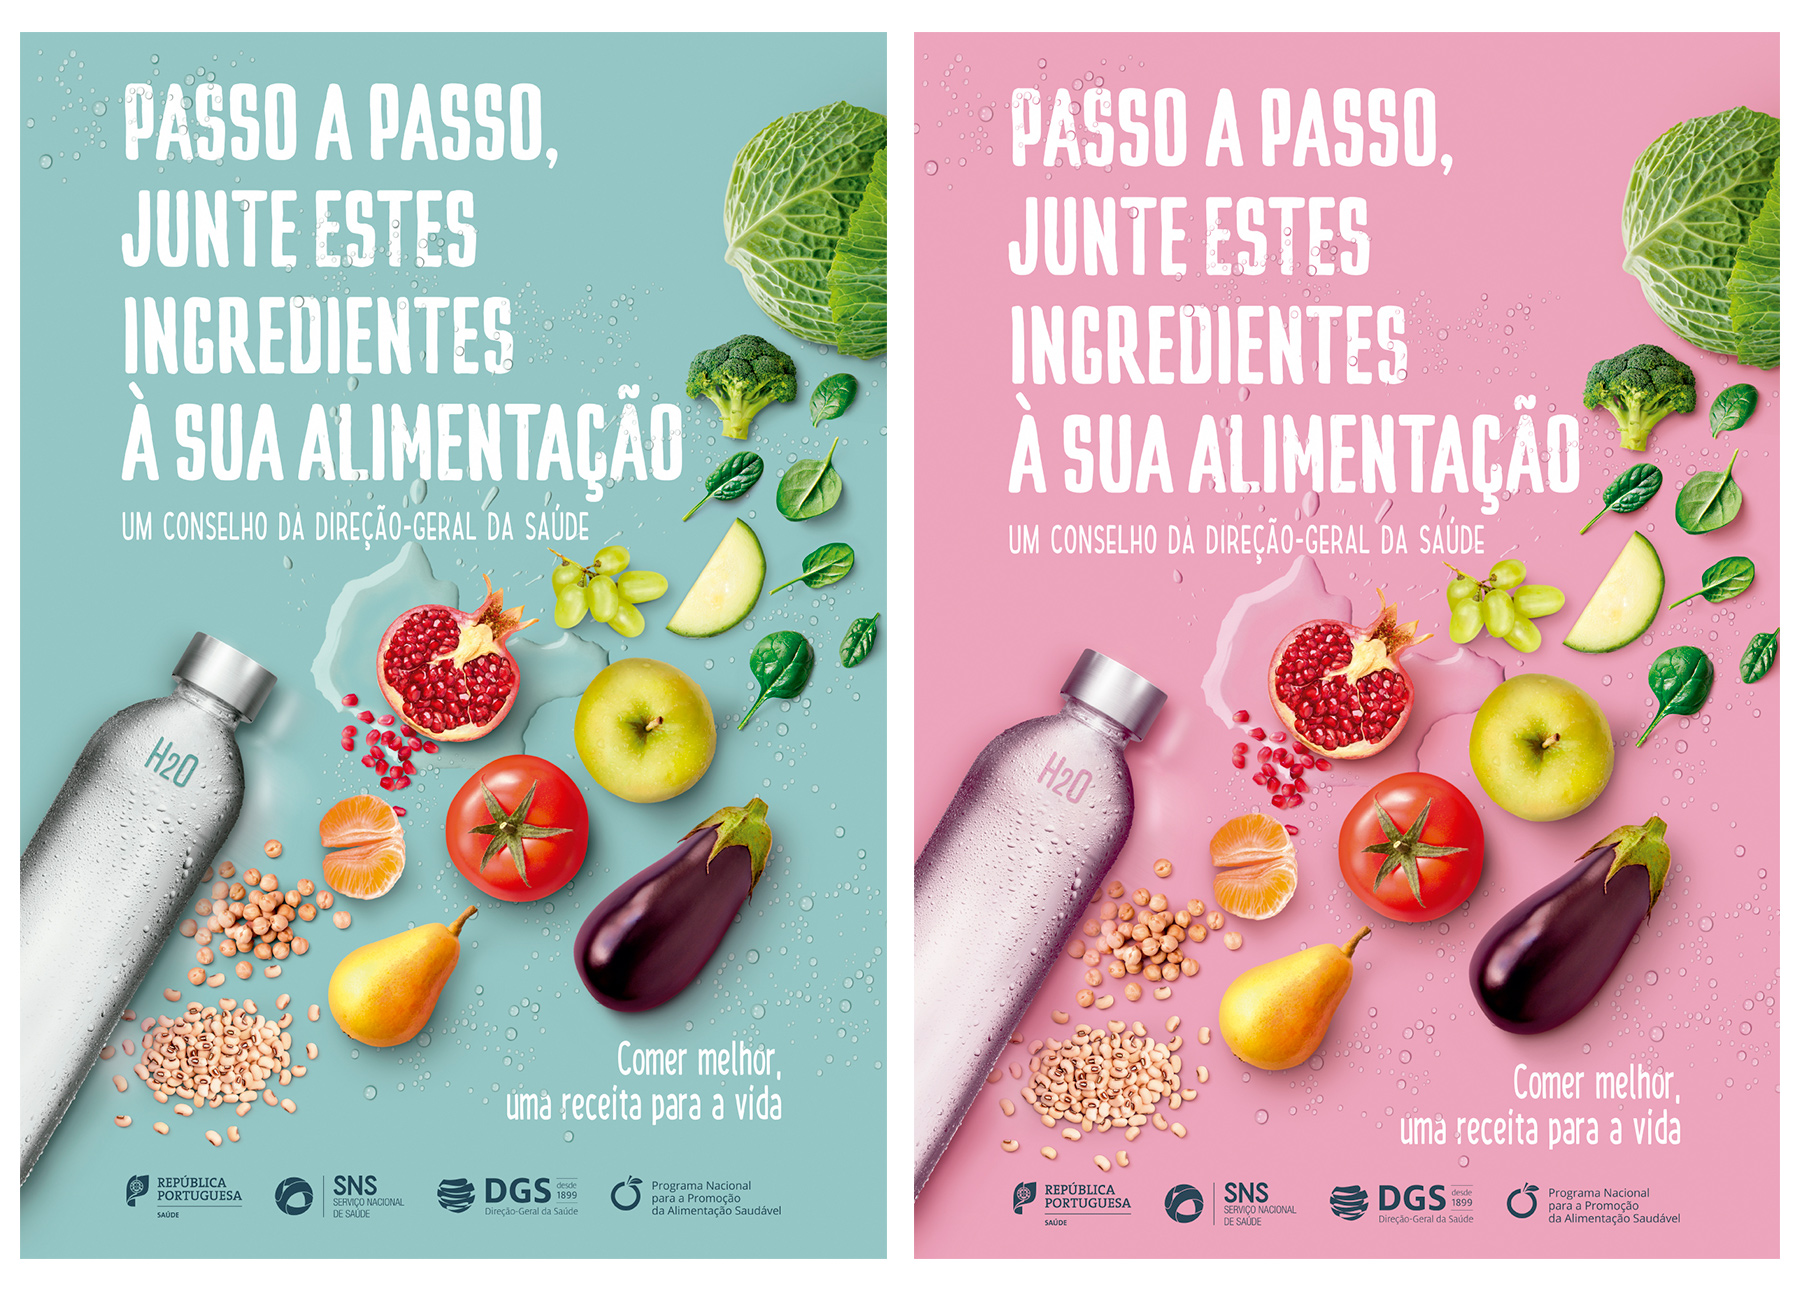 PASSO A PASSO,
JUNTE ESTES
INGREDIENTES
À SUA ALIMENTAÇÃO
UM CONSELHO DA DIREÇÃO-GERAL DA SAÚDE
H2O
Comer melhor,
uma receita para a vida
REPÚBLICA
PORTUGUESA
SAÚDE
SNS
SERVIÇO NACIONAL
DE SAÚDE
DGS desde
1899
Direção-Geral da Saúde
Programa Nacional
para a Promoção
da Alimentação Saudável
PASSO A PASSO,
JUNTE ESTES
INGREDIENTES
À SUA ALIMENTAÇÃO
UM CONSELHO DA DIREÇÃO-GERAL DA SAÚDE
H2O
Comer melhor,
uma receita para a vida
REPÚBLICA
PORTUGUESA
SAÚDE
SNS
SERVIÇO NACIONAL
DE SAÚDE
DGS desde
1899
Direção-Geral da Saúde
Programa Nacional
para a Promoção
da Alimentação Saudável